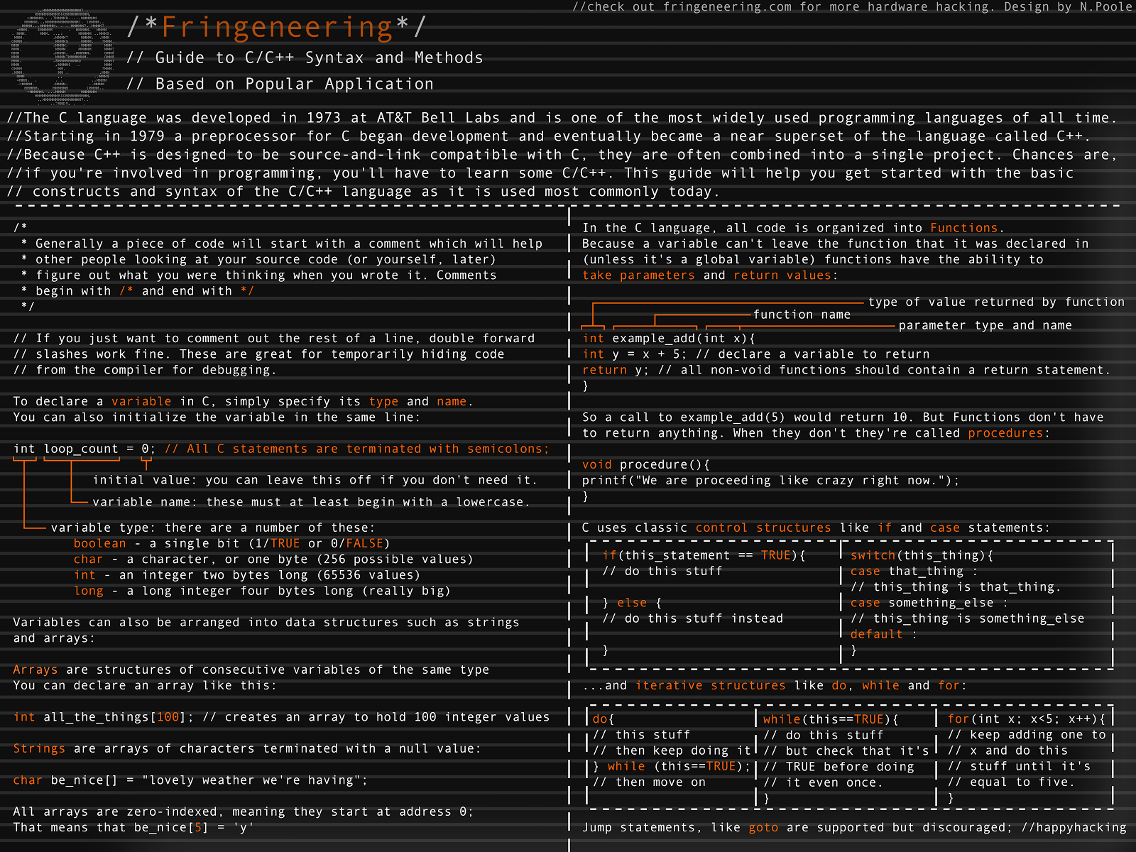 //check out fringeneering.com for more hardware hacking. Design by N.Poole
/*Fringeneering*/
// Guide to C/C++ Syntax and Methods
// Based on Popular Application
//The C language was developed in 1973 at AT&T Bell Labs and is one of the most widely used programming languages of all time.
//Starting in 1979 a preprocessor for C began development and eventually became a near superset of the language called C++.
//Because C++ is designed to be source-and-link compatible with C, they are often combined into a single project. Chances are,
//if you're involved in programming, you'll have to learn some C/C++. This guide will help you get started with the basic
// constructs and syntax of the C/C++ language as it is used most commonly today.
/*
* Generally a piece of code will start with a comment which will help
* other people looking at your source code (or yourself, later)
* figure out what you were thinking when you wrote it. Comments
* begin with /* and end with */
*/
// If you just want to comment out the rest of a line, double forward
// slashes work fine. These are great for temporarily hiding code
// from the compiler for debugging.
To declare a variable in C, simply specify its type and name.
You can also initialize the variable in the same line:
int loop_count = 0; // All C statements are terminated with semicolons;
initial value: you can leave this off if you don't need it.
variable name: these must at least begin with a lowercase.
variable type: there are a number of these:
boolean - a single bit (1/TRUE or 0/FALSE)
char - a character, or one byte (256 possible values)
int - an integer two bytes long (65536 values)
long - a long integer four bytes long (really big)
Variables can also be arranged into data structures such as strings
and arrays:
Arrays are structures of consecutive variables of the same type
You can declare an array like this:
int all_the_things[100]; // creates an array to hold 100 integer values
Strings are arrays of characters terminated with a null value:
char be_nice[] = "lovely weather we're having";
All arrays are zero-indexed, meaning they start at address 0;
That means that be_nice[5] = 'y'
In the C language, all code is organized into Functions.
Because a variable can't leave the function that it was declared in
(unless it's a global variable) functions have the ability to
take parameters and return values:
type of value returned by function
function name
parameter type and name
int example_add(int x){
int y = x + 5; // declare a variable to return
return y; // all non-void functions should contain a return statement.
}
So a call to example_add(5) would return 10. But Functions don't have
to return anything. When they don't they're called procedures:
void procedure(){
printf("We are proceeding like crazy right now.");
}
C uses classic control structures like if and case statements:
if(this_statement == TRUE){
// do this stuff
} else {
// do this stuff instead
}
switch(this_thing){
case that_thing :
// this_thing is that_thing.
case something_else :
// this_thing is something_else
default :
}
...and iterative structures like do, while and for:
do{
// this stuff
// then keep doing it
} while (this==TRUE);
// then move on
while(this==TRUE){
// do this stuff
// but check that it's
// TRUE before doing
// it even once.
}
for(int x; x<5; x++){
// keep adding one to
// x and do this
// stuff until it's
// equal to five.
}
Jump statements, like goto are supported but discouraged; //happyhacking